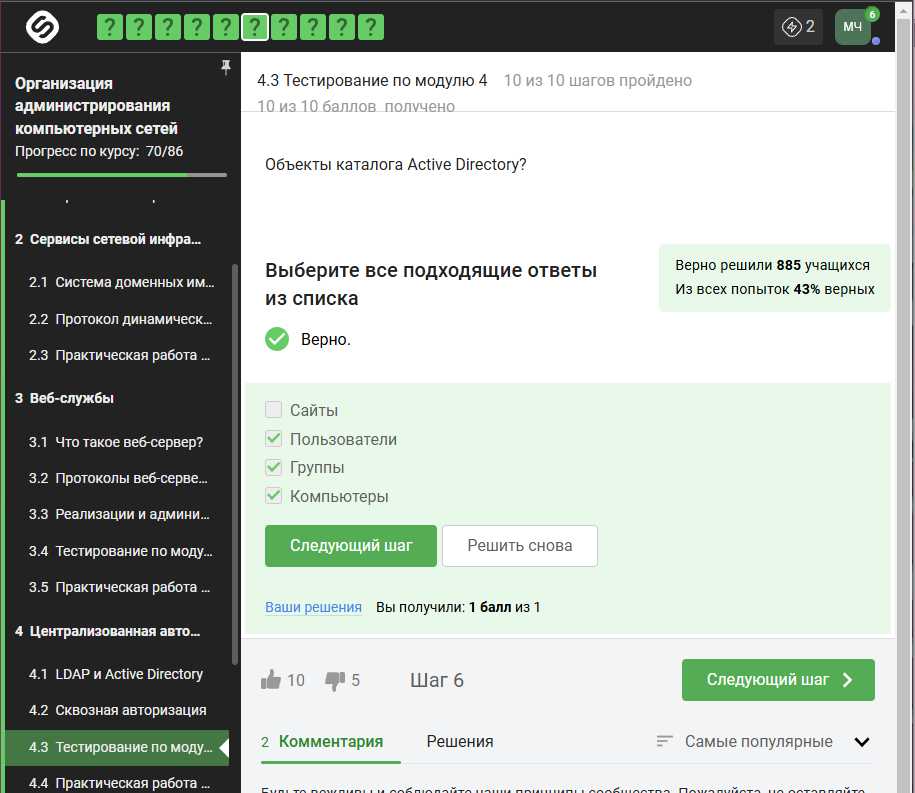 ? ? ? ? ? ? ? ? ? ?
2
МЧ
6
Организация
администрирования
компьютерных сетей
Прогресс по курсу: 70/86
2 Сервисы сетевой инфра...
2.1 Система доменных им...
2.2 Протокол динамическ...
2.3 Практическая работа ...
3 Веб-службы
3.1 Что такое веб-сервер?
3.2 Протоколы веб-серве...
3.3 Реализации и админи...
3.4 Тестирование по моду...
3.5 Практическая работа ...
4 Централизованная авто...
4.1 LDAP и Active Directory
4.2 Сквозная авторизация
4.3 Тестирование по моду...
4.4 Практическая работа ...
4.3 Тестирование по модулю 4 10 из 10 шагов пройдено
10 из 10 баллов получено
Объекты каталога Active Directory?
Выберите все подходящие ответы
из списка
Верно решили 885 учащихся
Из всех попыток 43% верных
Верно.
Сайты
Пользователи
Группы
Компьютеры
Следующий шаг
Решить снова
Ваши решения Вы получили: 1 балл из 1
10 5 Шаг 6
Следующий шаг
2 Комментария Решения
Самые популярные
Будьте вежливы и соблюдайте наши принципы сообщества. Пожалуйста, не оставляйте